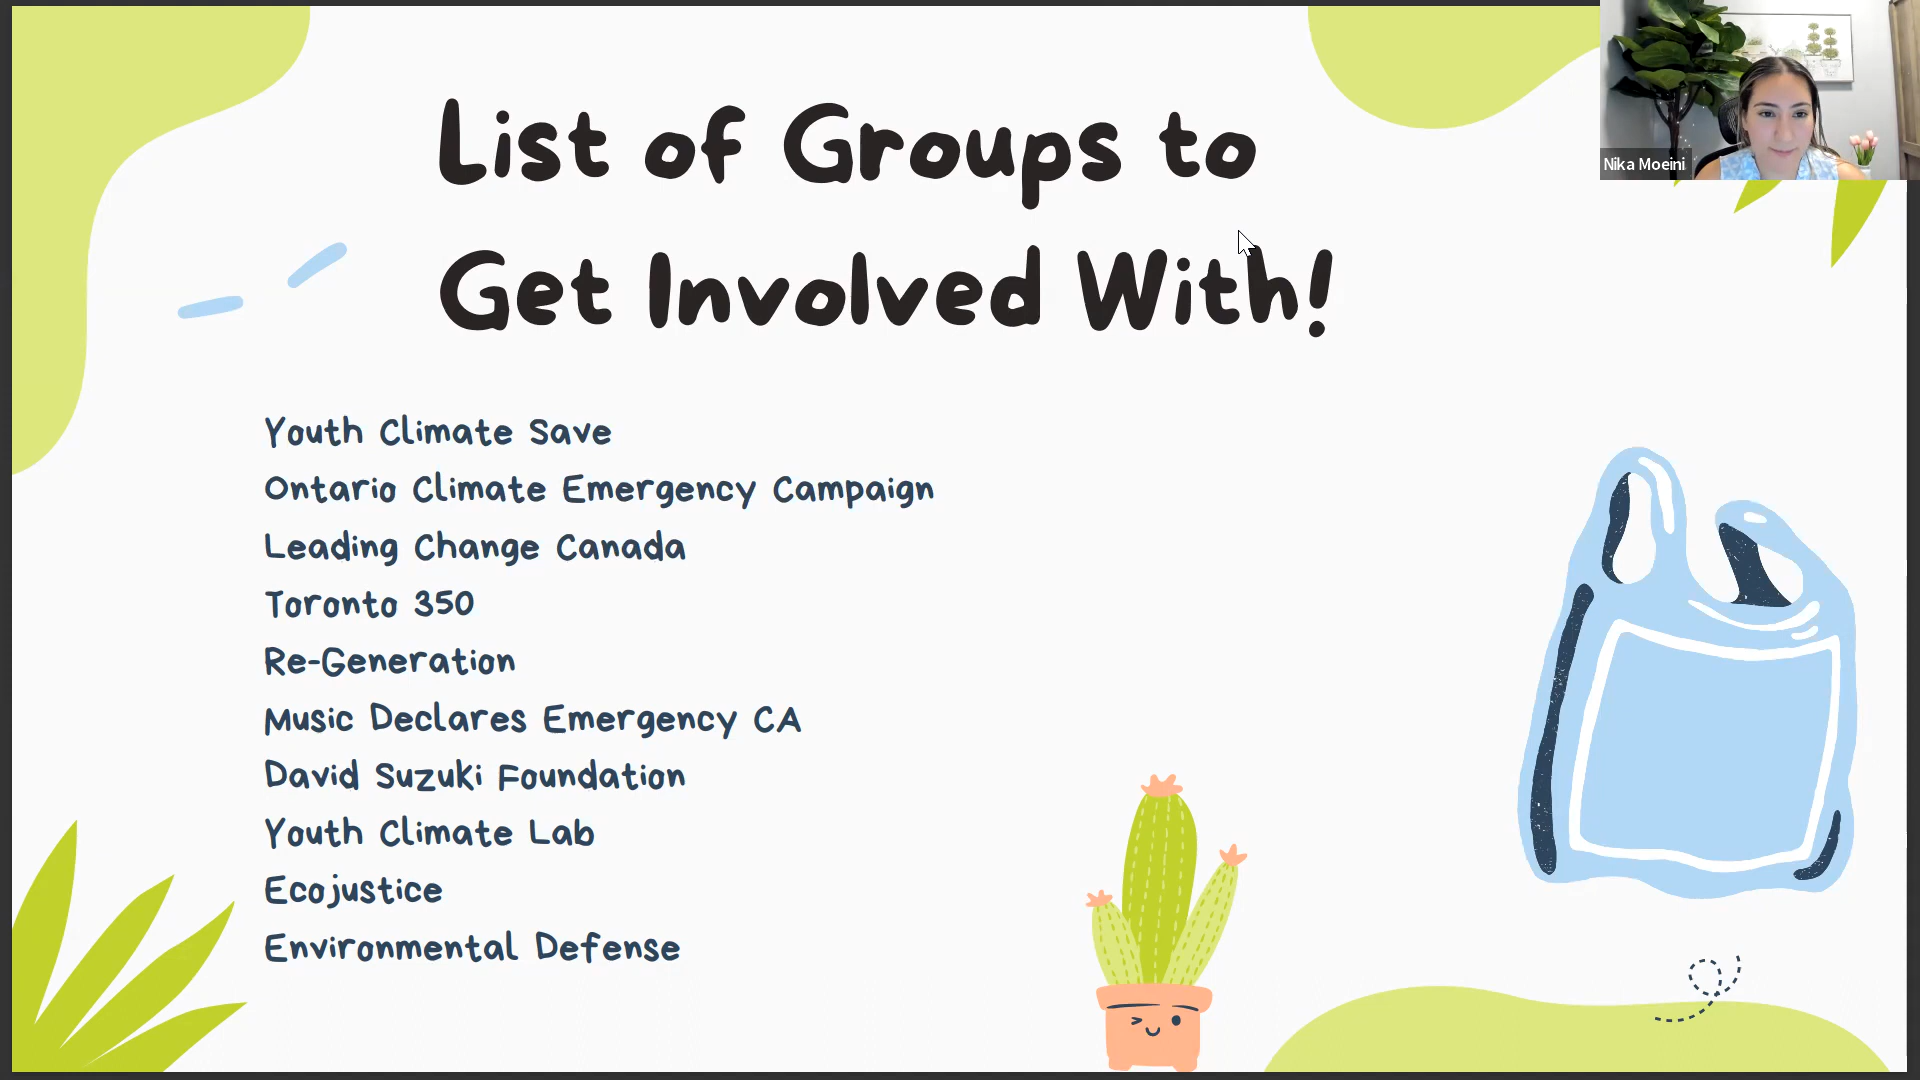 List of Groups to
Get Involved With!
Nika Moeini
Youth Climate Save
Ontario Climate Emergency Campaign
Leading Change Canada
Toronto 350
Re-Generation
Music Declares Emergency CA
David Suzuki Foundation
Youth Climate Lab
Ecojustice
Environmental Defense